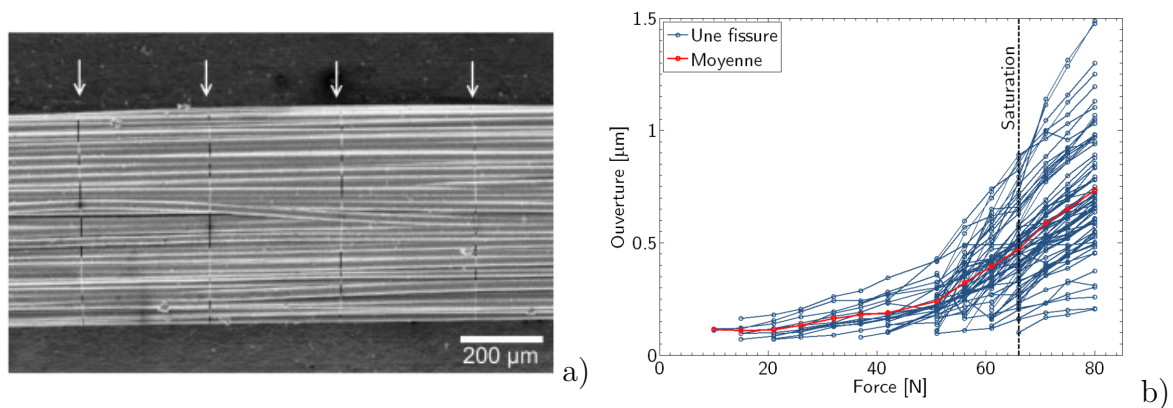 200 µm
a)
1.5
1
0.5
0
Ouverture [µm]
Une fissure
Moyenne
Saturation
0
20
40
60
80
Force [N]
b)